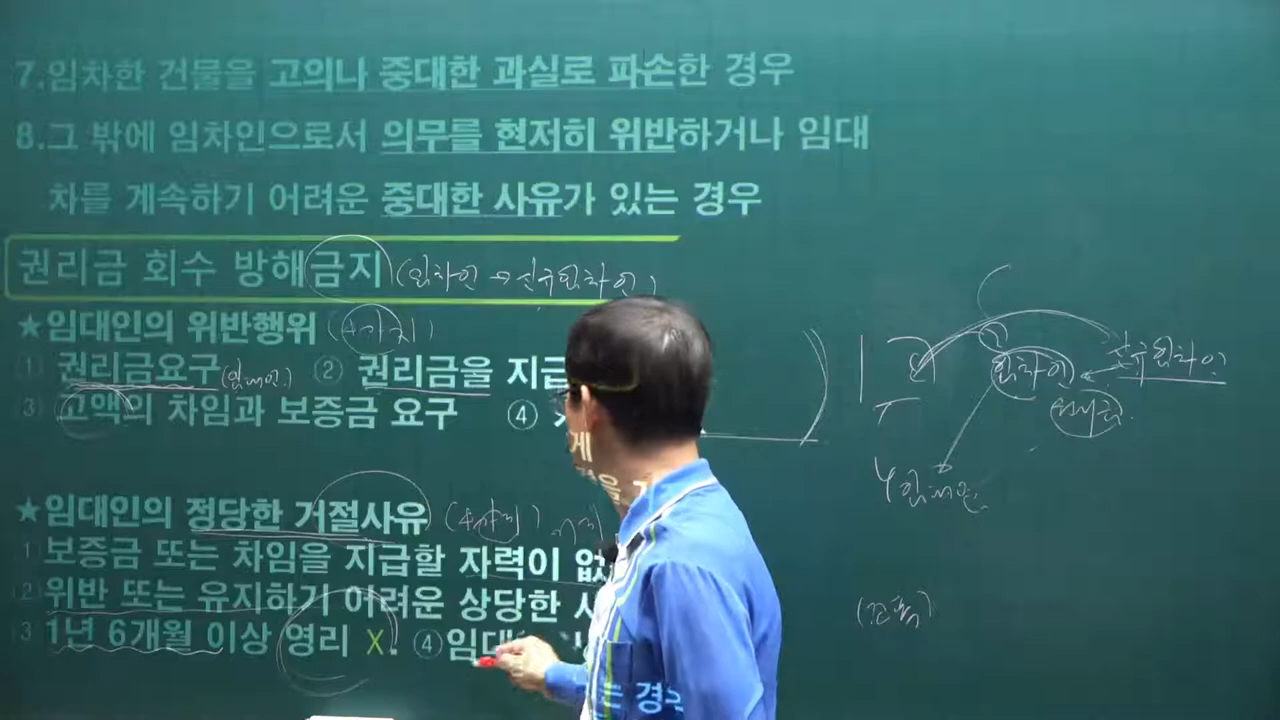 7.임차한 건물을 고의나 중대한 과실로 파손한 경우
8.그 밖에 임차인으로서 의무를 현저히 위반하거나 임대
차를 계속하기 어려운 중대한 사유가 있는 경우
권리금 회수 방해금지 (임차인 → 신규임차인)
★임대인의 위반행위 (4가지)
① 권리금요구 (임대인) ② 권리금을 지급
③ 고액의 차임과 보증금 요구 ④
게
을
★임대인의 정당한 거절사유 (4가지)
1 보증금 또는 차임을 지급할 자력이 없
② 위반 또는 유지하기 어려운 상당한 사
3 1년 6개월 이상 영리 X. ④임대
는 경우
신규임차인
임차인
임대인